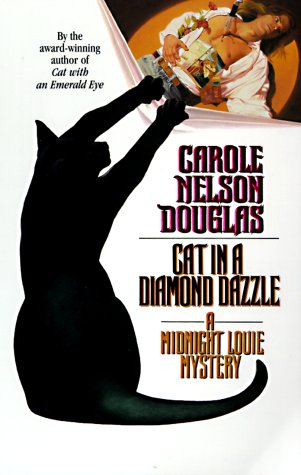 By the
award-winning
author of
Cat with
an Emerald Eye
CAROLE
NELSON
DOUGLAS
CAT IN A
DIAMOND DAZZLE
A
MIDNIGHT LOUIE
MYSTERY